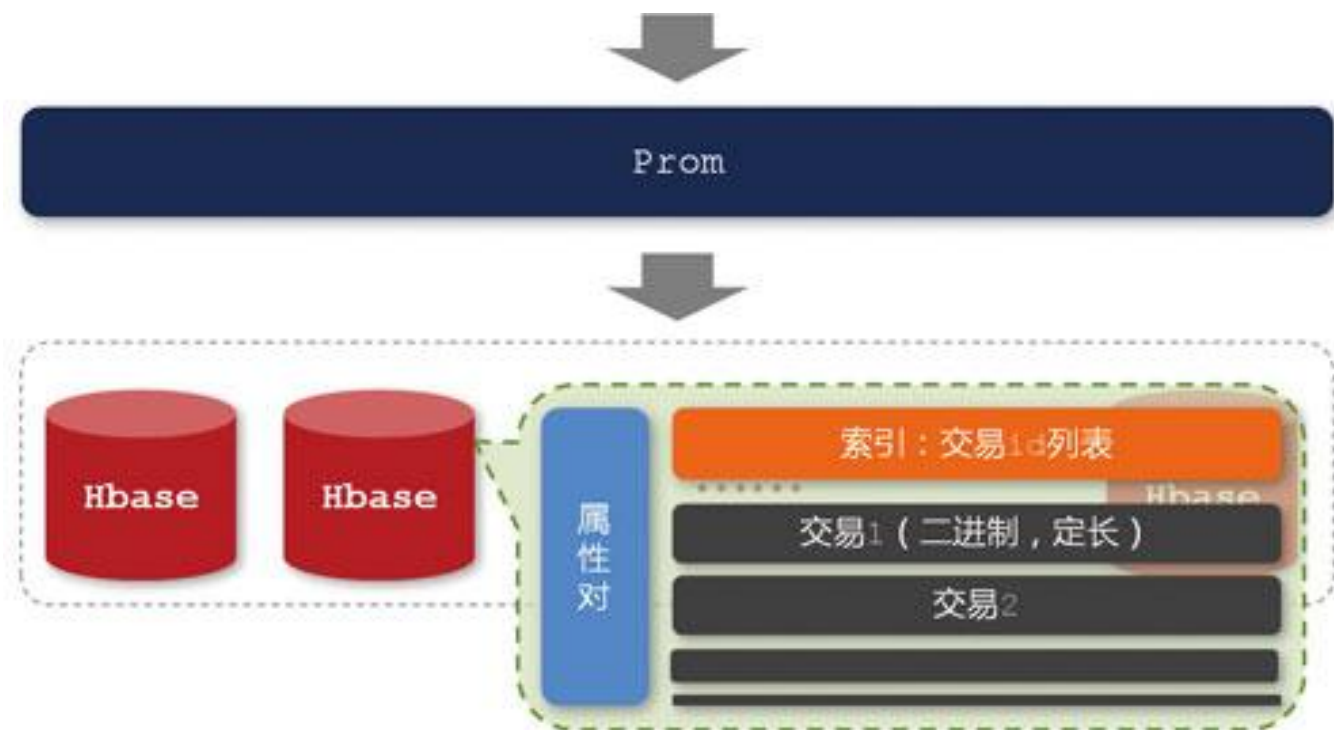 Prom
Hbase
Hbase
Hbase
属性对
索引：交易id列表
......
交易1（二进制，定长）
交易2